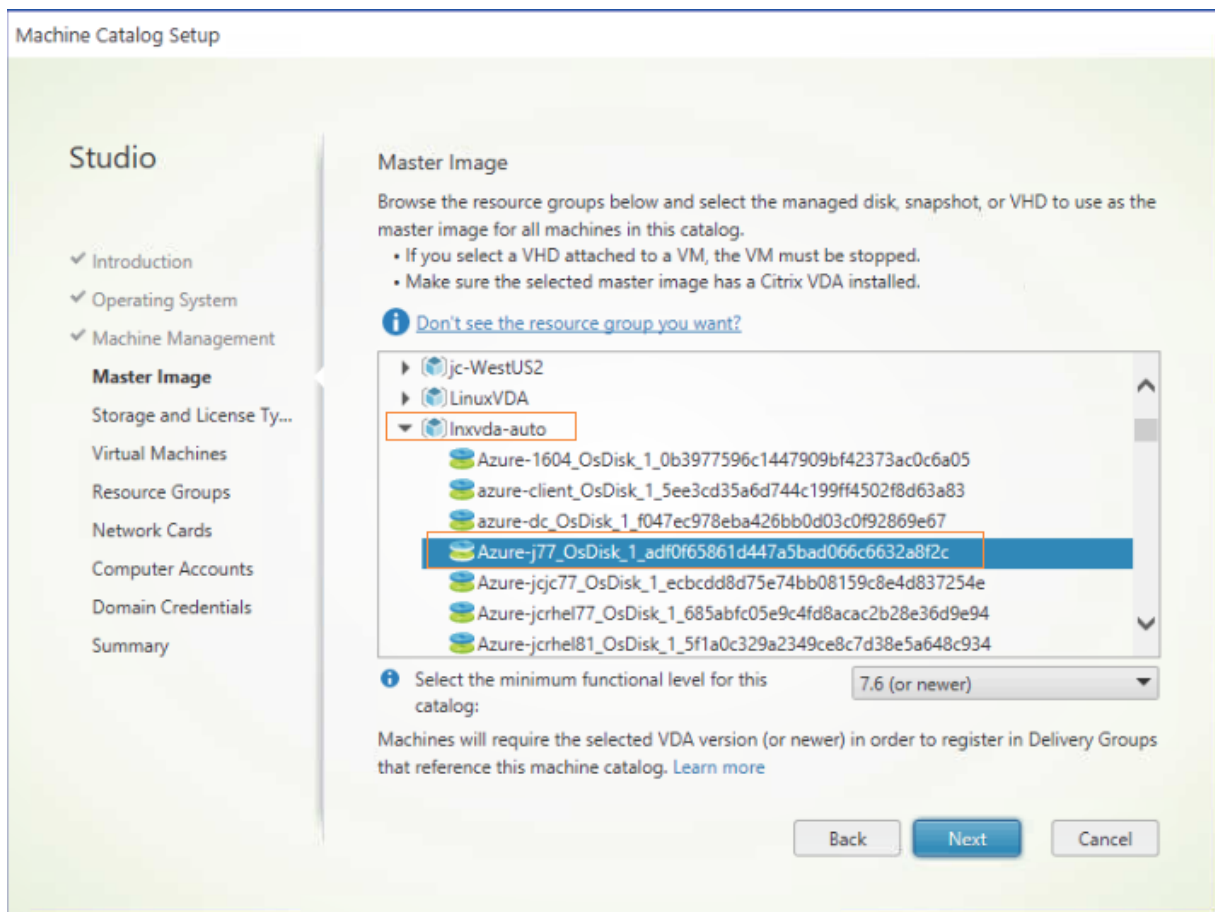 Machine Catalog Setup
Studio
Introduction
Operating System
Machine Management
Master Image
Storage and License Ty...
Virtual Machines
Resource Groups
Network Cards
Computer Accounts
Domain Credentials
Summary
Master Image
Browse the resource groups below and select the managed disk, snapshot, or VHD to use as the
master image for all machines in this catalog.
• If you select a VHD attached to a VM, the VM must be stopped.
• Make sure the selected master image has a Citrix VDA installed.
Don't see the resource group you want?
jc-WestUS2
LinuxVDA
lnxvda-auto
Azure-1604_OsDisk_1_0b3977596c1447909bf42373ac0c6a05
azure-client_OsDisk_1_5ee3cd35a6d744c199ff4502f8d63a83
azure-dc_OsDisk_1_f047ec978eba426bb0d03c0f92869e67
Azure-j77_OsDisk_1_adf0f65861d447a5bad066c6632a8f2c
Azure-jcjc77_OsDisk_1_ecbcdd8d75e74bb08159c8e4d837254e
Azure-jcrhel77_OsDisk_1_685abfc05e9c4fd8acac2b28e36d9e94
Azure-jcrhel81_OsDisk_1_5f1a0c329a2349ce8c7d38e5a648c934
Select the minimum functional level for this
catalog:
7.6 (or newer)
Machines will require the selected VDA version (or newer) in order to register in Delivery Groups
that reference this machine catalog. Learn more
Back
Next
Cancel